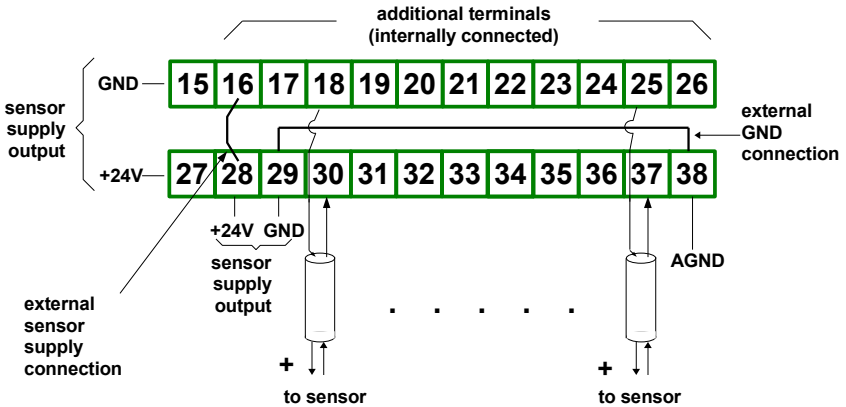 additional terminals
(internally connected)
sensor
supply
output
GND
15 16 17 18 19 20 21 22 23 24 25 26
external
GND
connection
+24V
27 28 29 30 31 32 33 34 35 36 37 38
+24V GND
sensor
supply
output
AGND
external
sensor
supply
connection
. . . . .
+
+
to sensor
to sensor